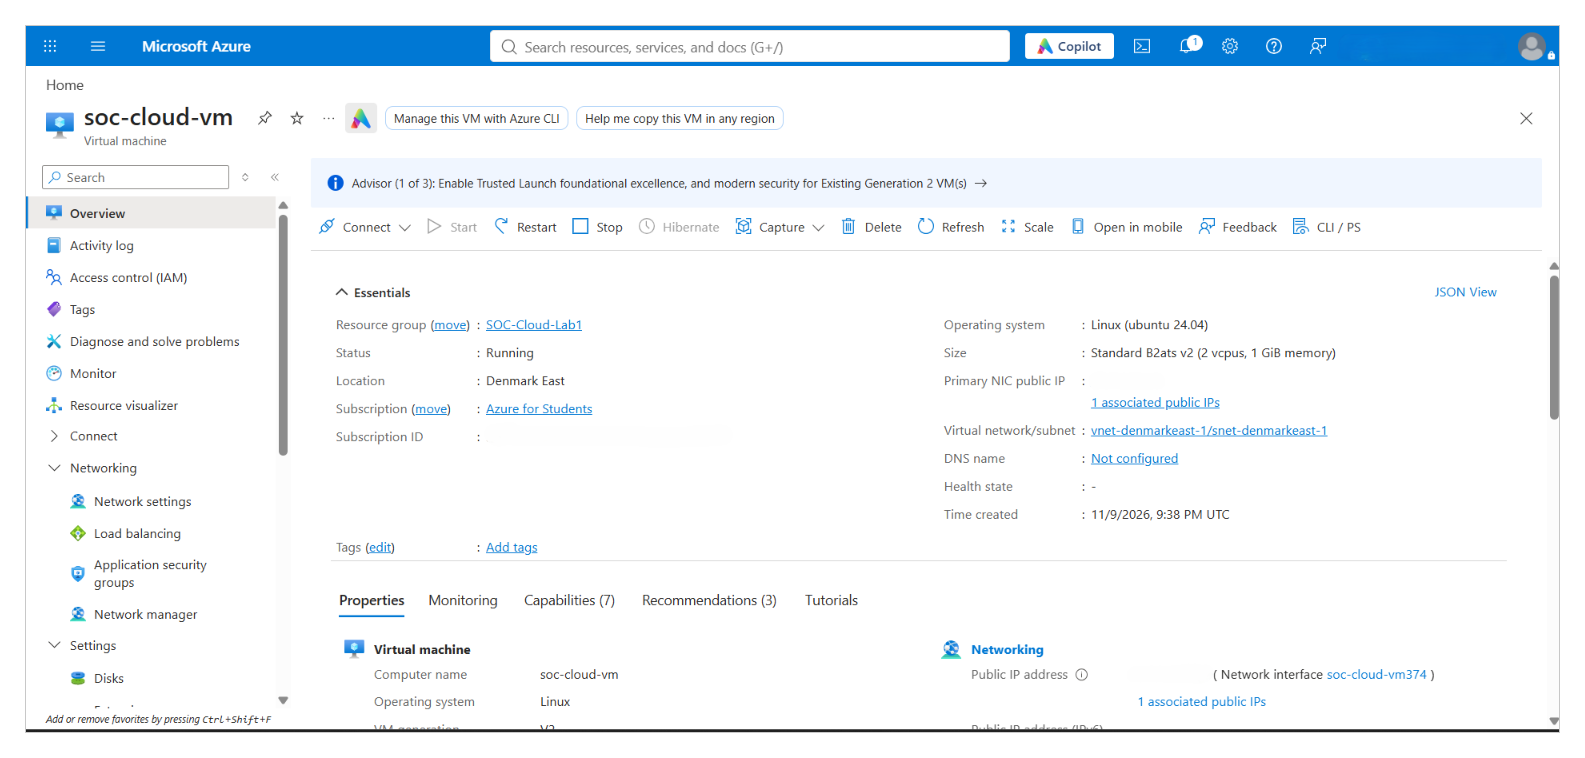 Microsoft Azure
Search resources, services, and docs (G+/)
Copilot
1
Home
soc-cloud-vm
Virtual machine
Manage this VM with Azure CLI
Help me copy this VM in any region
Search
Overview
Activity log
Access control (IAM)
Tags
Diagnose and solve problems
Monitor
Resource visualizer
Connect
Networking
Network settings
Load balancing
Application security
groups
Network manager
Settings
Disks
Add or remove favorites by pressing Ctrl+Shift+F
Advisor (1 of 3): Enable Trusted Launch foundational excellence, and modern security for Existing Generation 2 VM(s) →
Connect Start Restart Stop Hibernate Capture Delete Refresh Scale Open in mobile Feedback CLI / PS
Essentials
JSON View
Resource group (move) : SOC-Cloud-Lab1
Status : Running
Location : Denmark East
Subscription (move) : Azure for Students
Subscription ID :
Operating system : Linux (ubuntu 24.04)
Size : Standard B2ats v2 (2 vcpus, 1 GiB memory)
Primary NIC public IP :
1 associated public IPs
Virtual network/subnet : vnet-denmarkeast-1/snet-denmarkeast-1
DNS name : Not configured
Health state : -
Time created : 11/9/2026, 9:38 PM UTC
Tags (edit) : Add tags
Properties Monitoring Capabilities (7) Recommendations (3) Tutorials
Virtual machine
Computer name soc-cloud-vm
Operating system Linux
VM generation V2
Networking
Public IP address ( Network interface soc-cloud-vm374 )
1 associated public IPs
Public IP address (IPv6)